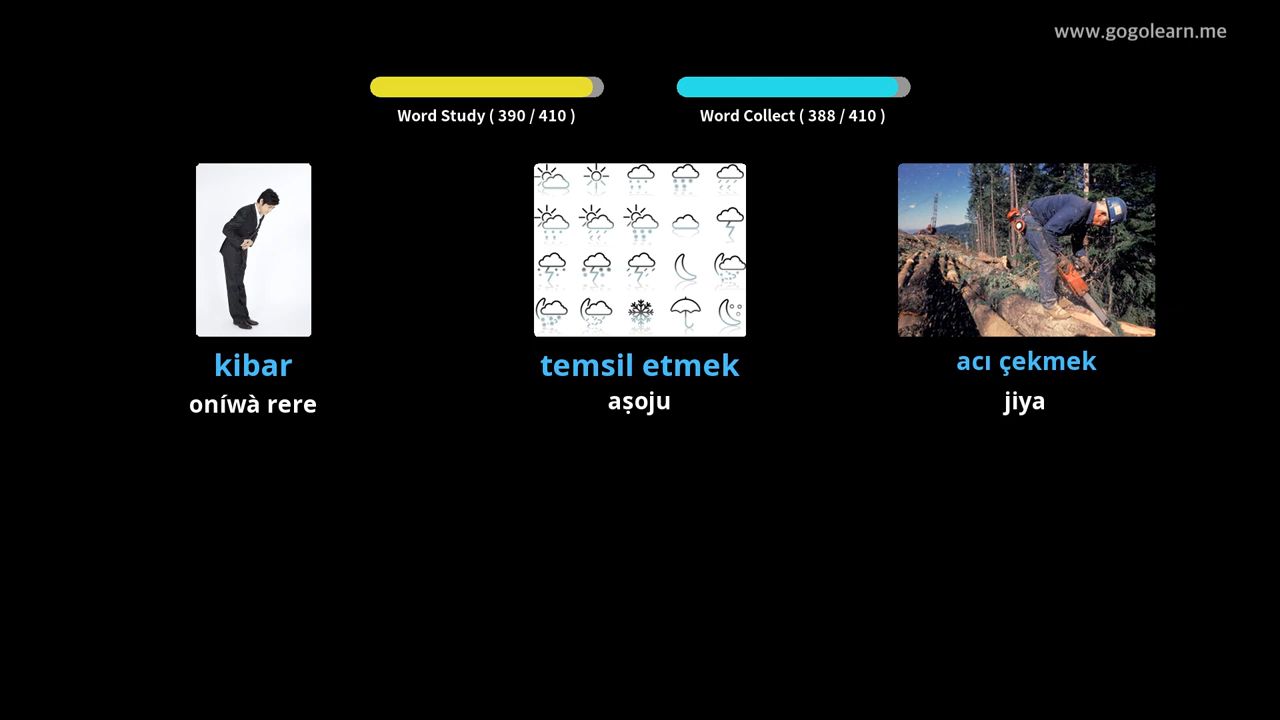 www.gogolearn.me
Word Study ( 390 / 410 )
Word Collect ( 388 / 410 )
kibar
temsil etmek
acı çekmek
oníwà rere
aṣoju
jiya